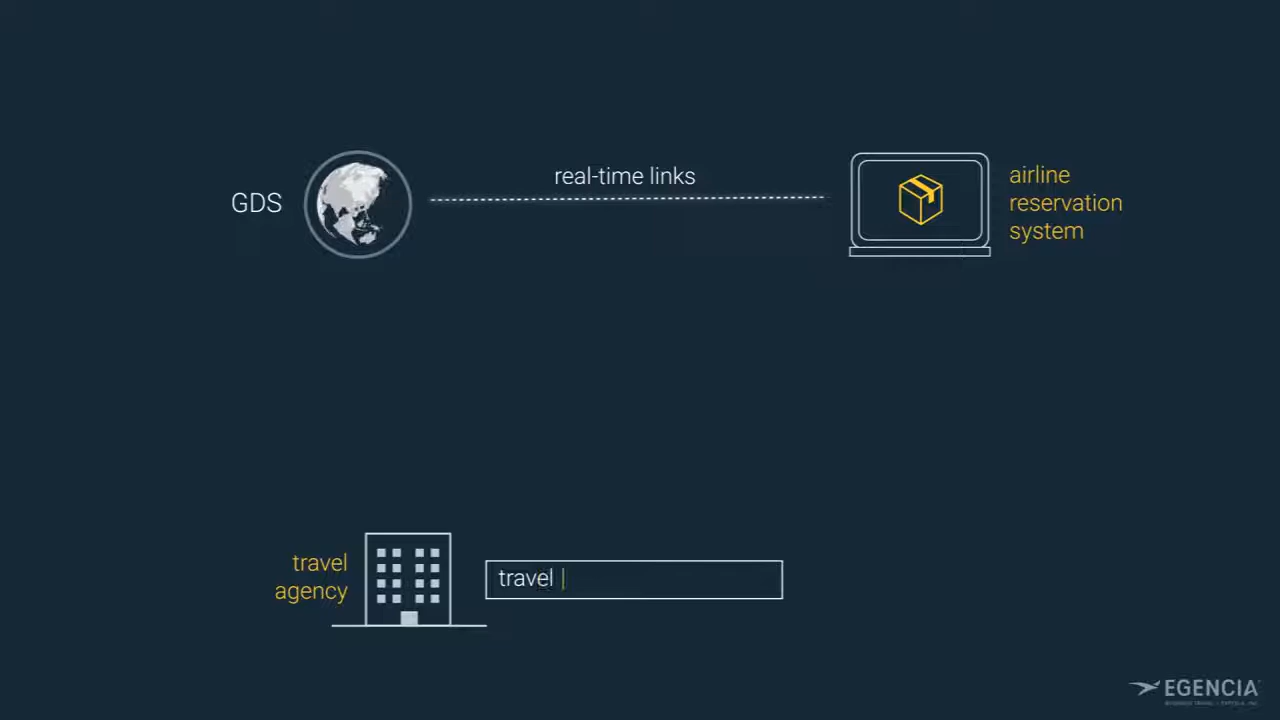 real-time links
GDS
airline
reservation
system
travel
agency
travel
EGENCIA